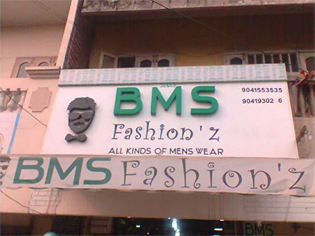 BMS
9041553535
Fashion'z
ALL KINDS OF MENS WEAR
BMS Fashion'z
BMS